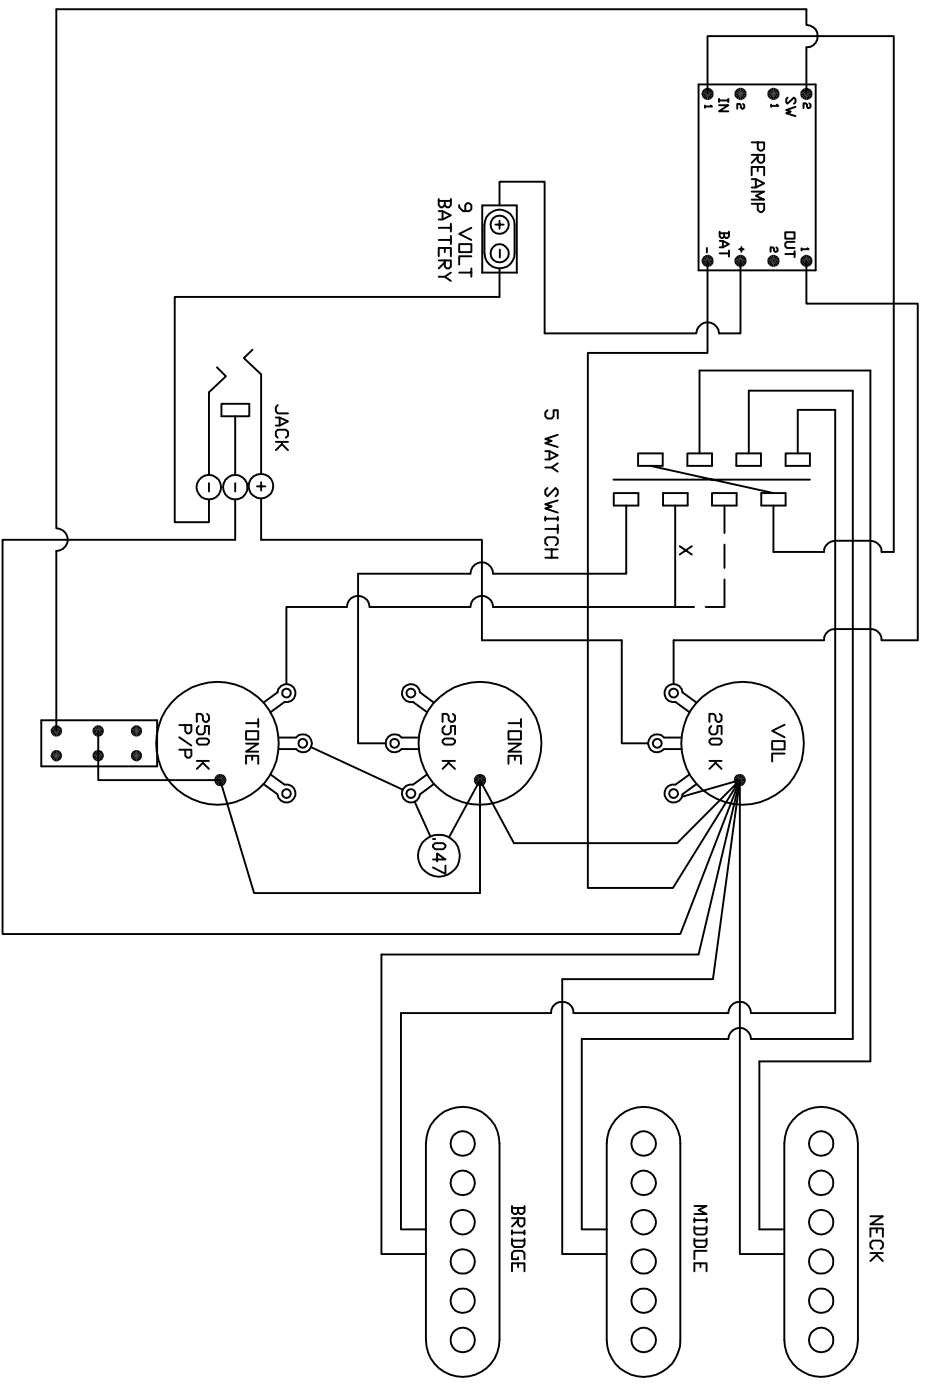 SW
2
1
IN
2
1
PREAMP
OUT
1
2
BAT
+
-
9 VOLT
BATTERY
+
-
JACK
+
-
-
5 WAY SWITCH
X
VOL
250 K
TONE
250 K
TONE
250 K
P/P
.047
NECK
MIDDLE
BRIDGE